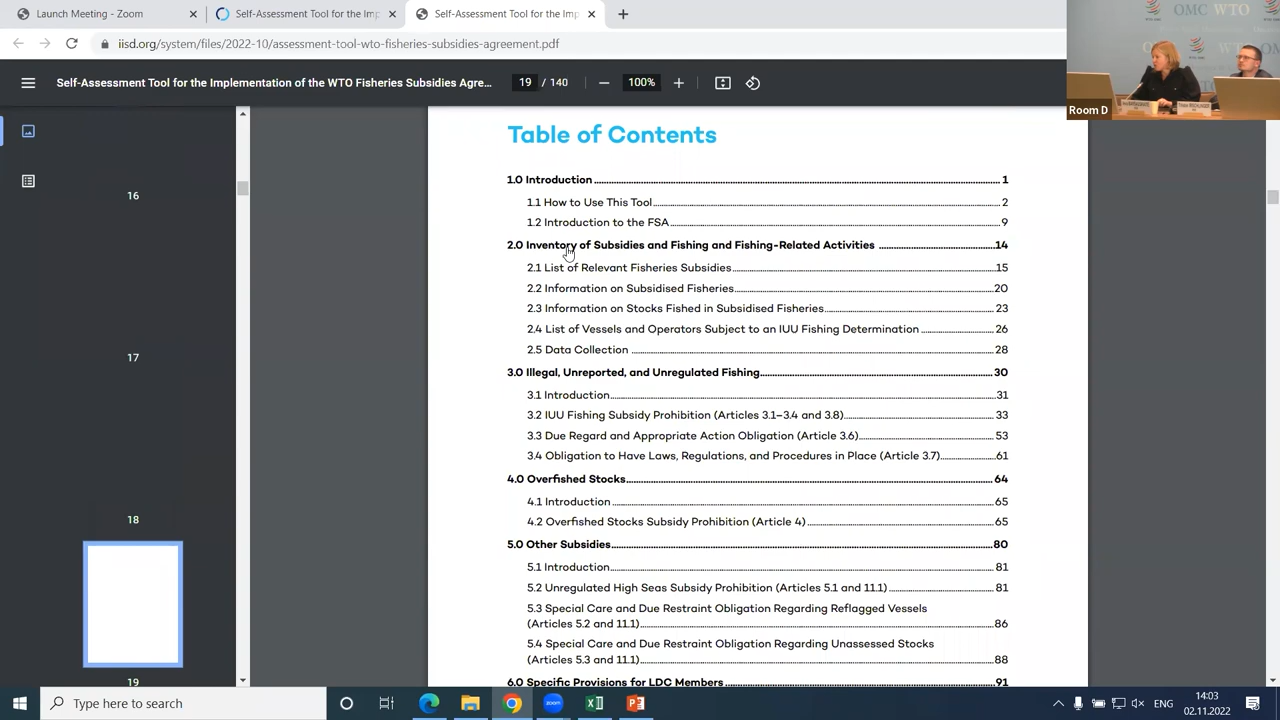 Zoom Meeting
Launch Meeting - Zoom
Self-Assessment Tool for the Im
iisd.org/system/files/2022-10/assessment-tool-wto-fisheries-subsidies-agreement.pdf
Self-Assessment Tool for the Implementation of the WTO Fisheries Subsidies Agre...
19 / 140
100%
OMC WTO
Room D
16
17
18
19
Table of Contents
1.0 Introduction 1
1.1 How to Use This Tool 2
1.2 Introduction to the FSA 9
2.0 Inventory of Subsidies and Fishing and Fishing-Related Activities 14
2.1 List of Relevant Fisheries Subsidies 15
2.2 Information on Subsidised Fisheries 20
2.3 Information on Stocks Fished in Subsidised Fisheries 23
2.4 List of Vessels and Operators Subject to an IUU Fishing Determination 26
2.5 Data Collection 28
3.0 Illegal, Unreported, and Unregulated Fishing 30
3.1 Introduction 31
3.2 IUU Fishing Subsidy Prohibition (Articles 3.1–3.4 and 3.8) 33
3.3 Due Regard and Appropriate Action Obligation (Article 3.6) 53
3.4 Obligation to Have Laws, Regulations, and Procedures in Place (Article 3.7) 61
4.0 Overfished Stocks 64
4.1 Introduction 65
4.2 Overfished Stocks Subsidy Prohibition (Article 4) 65
5.0 Other Subsidies 80
5.1 Introduction 81
5.2 Unregulated High Seas Subsidy Prohibition (Articles 5.1 and 11.1) 81
5.3 Special Care and Due Restraint Obligation Regarding Reflagged Vessels
(Articles 5.2 and 11.1) 86
5.4 Special Care and Due Restraint Obligation Regarding Unassessed Stocks
(Articles 5.3 and 11.1) 88
6.0 Specific Provisions for LDC Members 91
Type here to search
zoom
ENG
14:03
02.11.2022